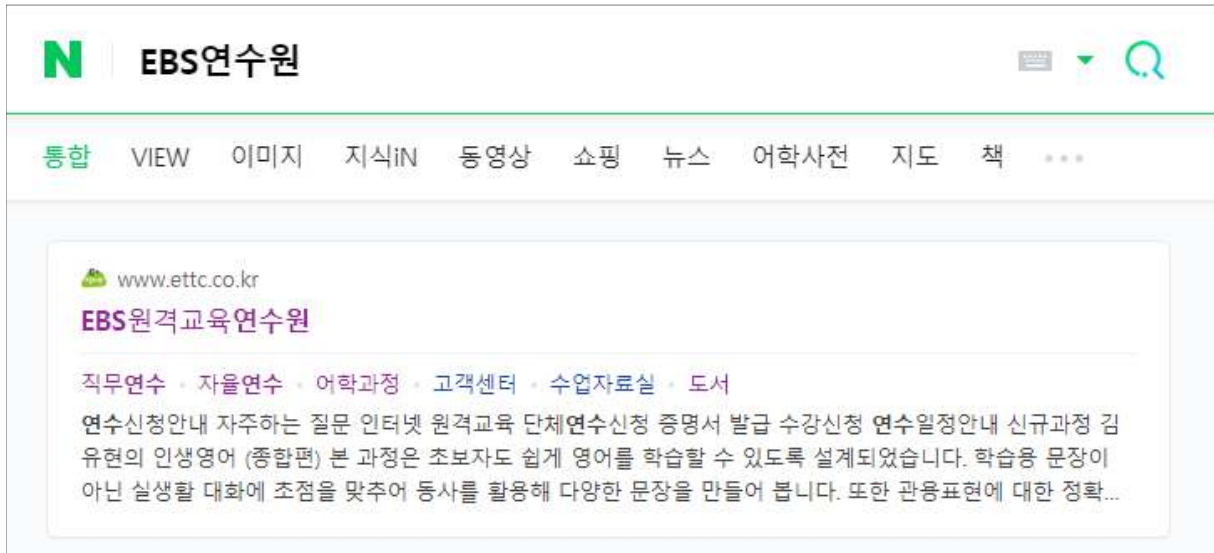 N EBS연수원
통합 VIEW 이미지 지식iN 동영상 쇼핑 뉴스 어학사전 지도 책
www.ettc.co.kr
EBS원격교육연수원
직무연수 · 자율연수 · 어학과정 · 고객센터 · 수업자료실 · 도서
연수신청안내 자주하는 질문 인터넷 원격교육 단체연수신청 증명서 발급 수강신청 연수일정안내 신규과정 김
유현의 인생영어 (종합편) 본 과정은 초보자도 쉽게 영어를 학습할 수 있도록 설계되었습니다. 학습용 문장이
아닌 실생활 대화에 초점을 맞추어 동사를 활용해 다양한 문장을 만들어 봅니다. 또한 관용표현에 대한 정확...